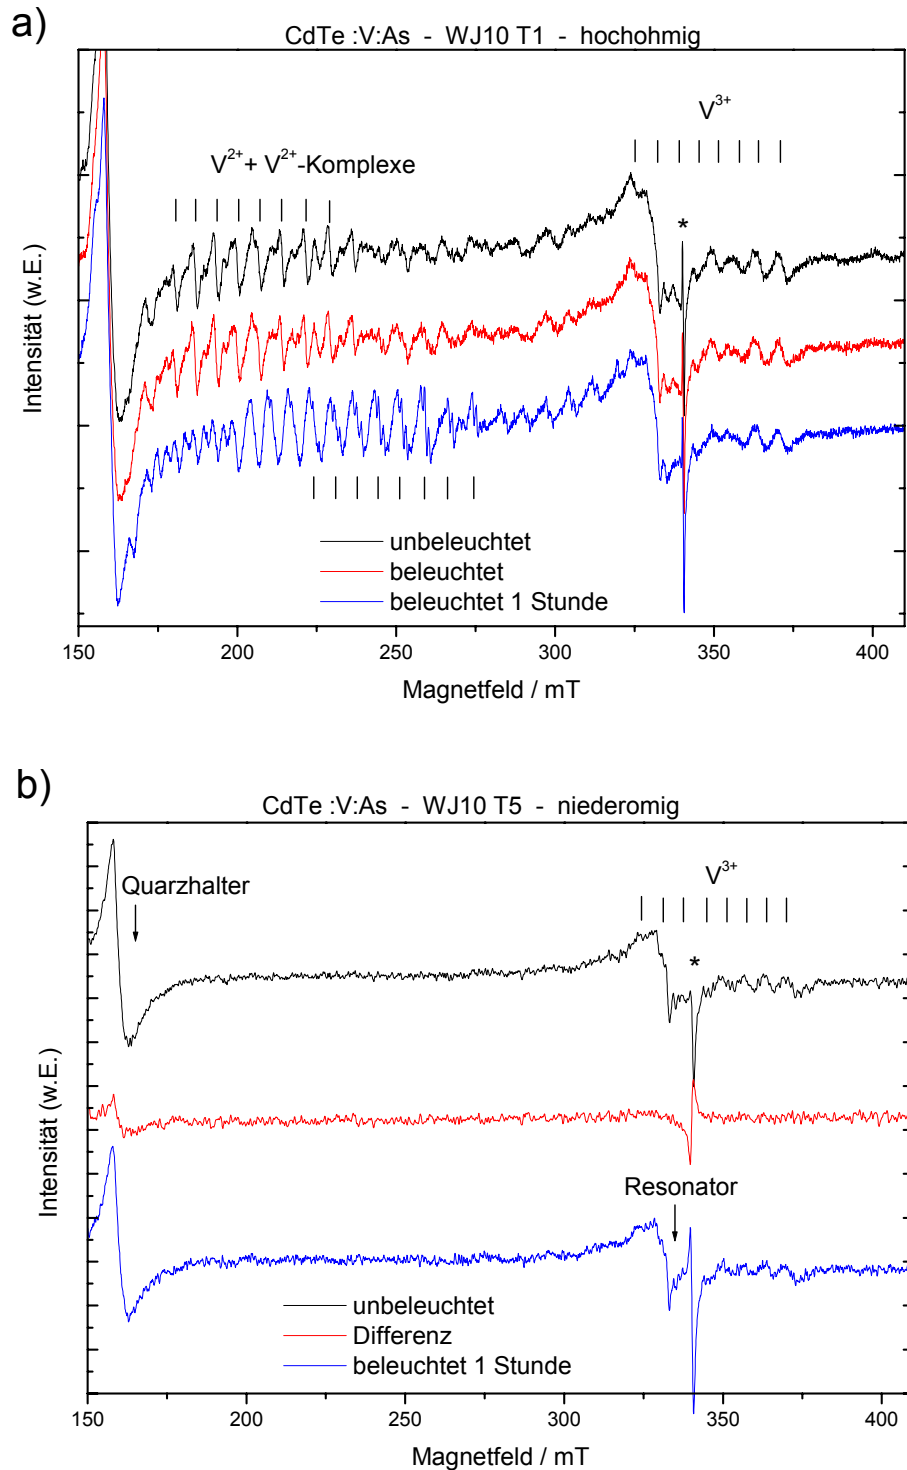 a)
CdTe :V:As - WJ10 T1 - hochohmig
V³⁺
V²⁺+ V²⁺-Komplexe
*
Intensität (w.E.)
unbeleuchtet
beleuchtet
beleuchtet 1 Stunde
150 200 250 300 350 400
Magnetfeld / mT
b)
CdTe :V:As - WJ10 T5 - niederomig
V³⁺
Quarzhalter
*
Intensität (w.E.)
Resonator
unbeleuchtet
Differenz
beleuchtet 1 Stunde
150 200 250 300 350 400
Magnetfeld / mT